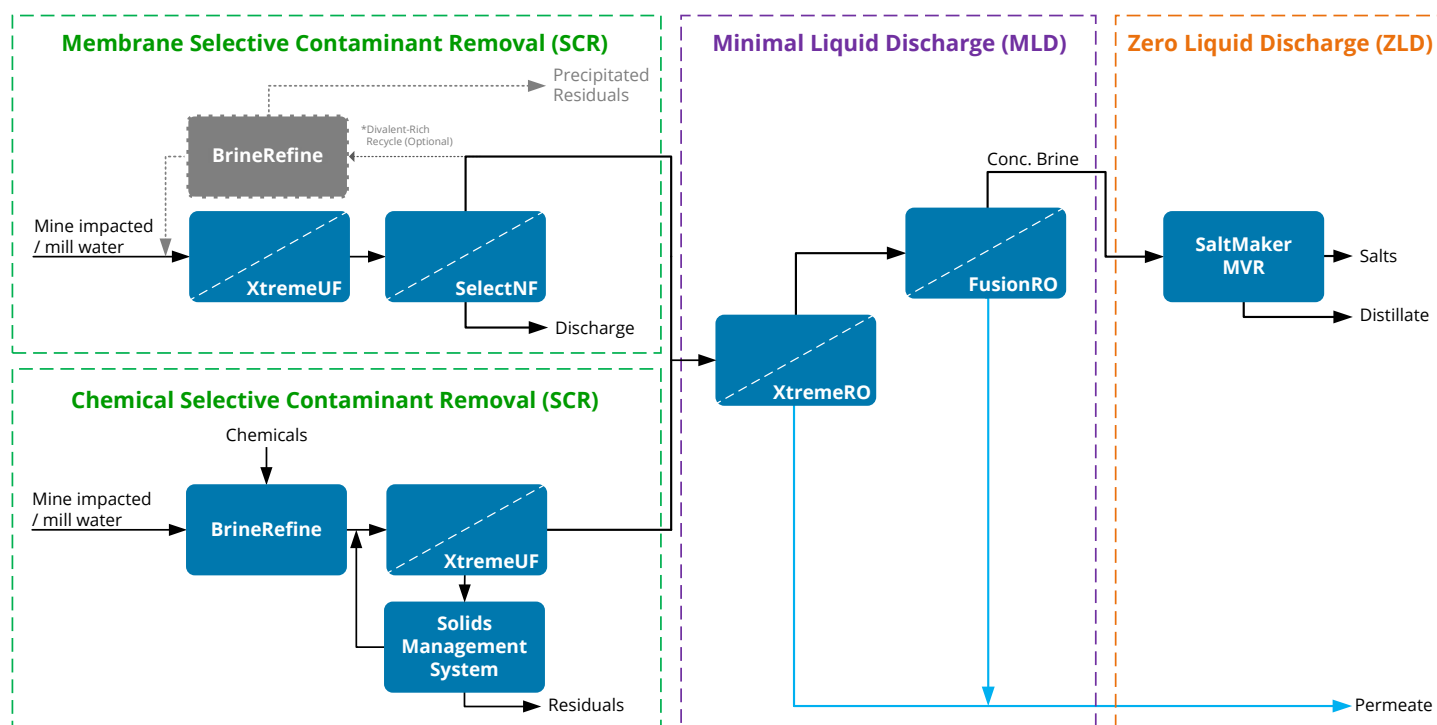 Membrane Selective Contaminant Removal (SCR)
Precipitated
Residuals
BrineRefine
*Divalent-Rich
Recycle (Optional)
Mine impacted
/ mill water
XtremeUF
SelectNF
Discharge
Chemical Selective Contaminant Removal (SCR)
Chemicals
Mine impacted
/ mill water
BrineRefine
XtremeUF
Solids
Management
System
Residuals
Minimal Liquid Discharge (MLD)
Conc. Brine
FusionRO
XtremeRO
Zero Liquid Discharge (ZLD)
SaltMaker
MVR
Salts
Distillate
Permeate